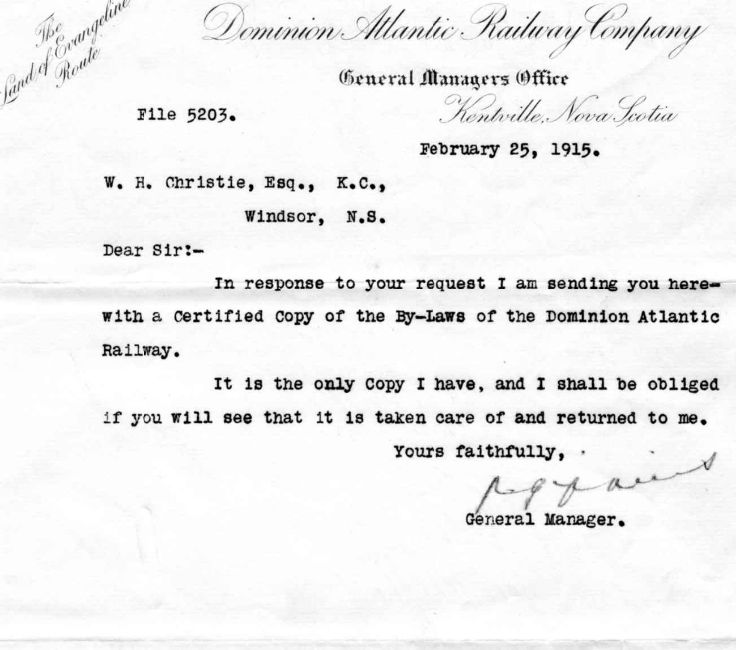 The
Land of Evangeline
Route
Dominion Atlantic Railway Company
General Managers Office
Kentville, Nova Scotia
File 5203.
February 25, 1915.
W. H. Christie, Esq., K.C.,
Windsor, N.S.
Dear Sir:-
In response to your request I am sending you here-
with a Certified Copy of the By-Laws of the Dominion Atlantic
Railway.
It is the only Copy I have, and I shall be obliged
if you will see that it is taken care of and returned to me.
Yours faithfully,
General Manager.